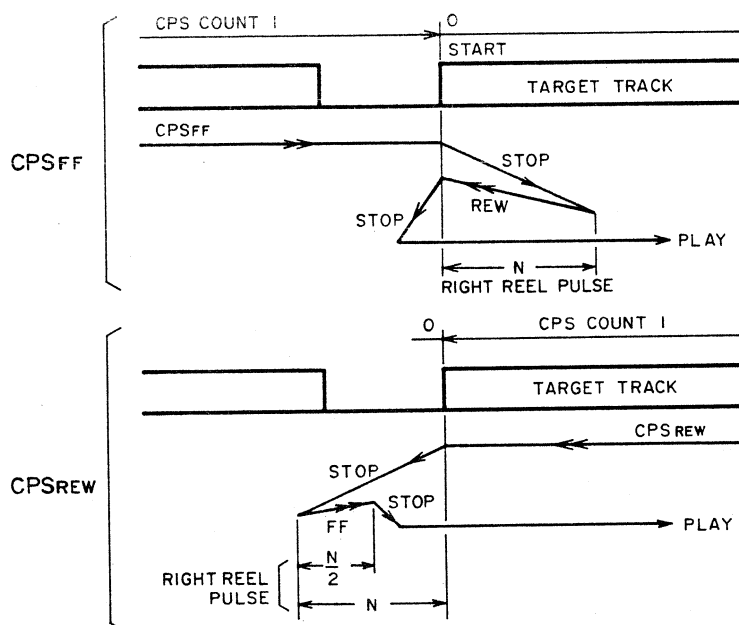 CPS COUNT 1
0
START
TARGET TRACK
CPSFF
CPSFF
STOP
REW
STOP
PLAY
N
RIGHT REEL PULSE
0
CPS COUNT 1
TARGET TRACK
CPSREW
CPSREW
STOP
STOP
FF
PLAY
N
2
RIGHT REEL
PULSE
N